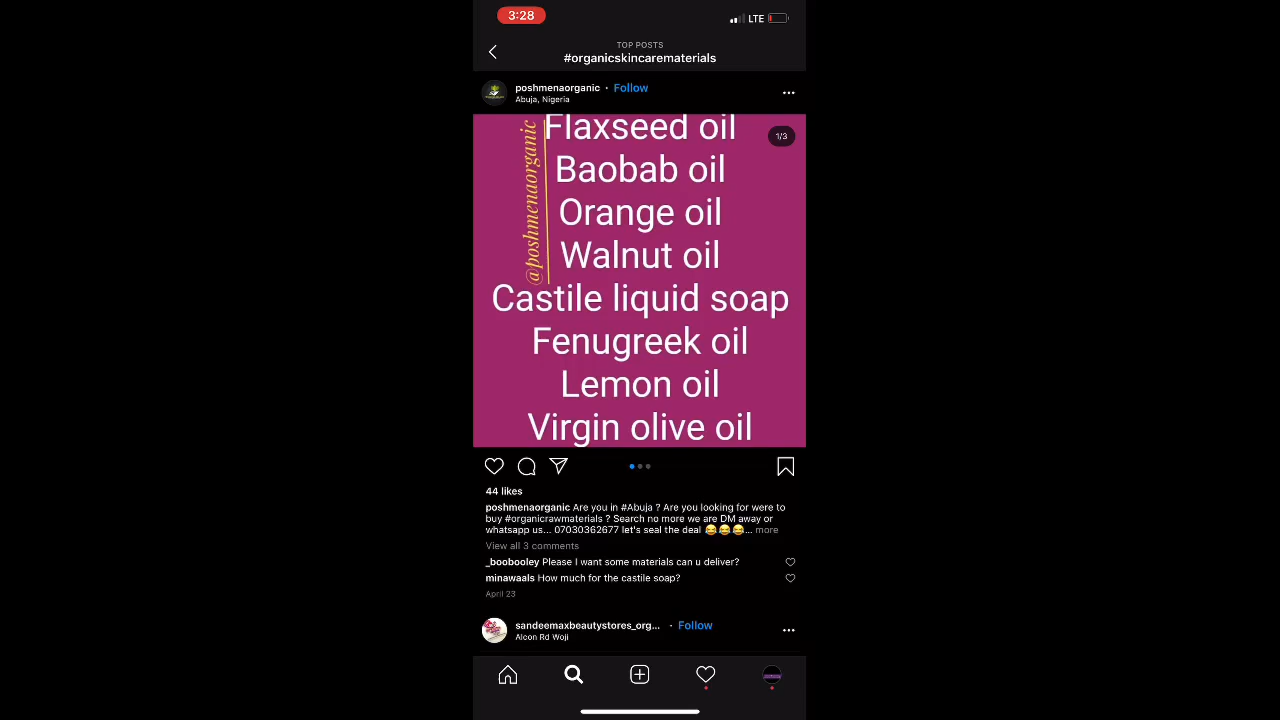 3:28
LTE
TOP POSTS
#organicskincarematerials
poshmenaorganic · Follow
Abuja, Nigeria
1/3
@poshmenaorganic
Flaxseed oil
Baobab oil
Orange oil
Walnut oil
Castile liquid soap
Fenugreek oil
Lemon oil
Virgin olive oil
44 likes
poshmenaorganic Are you in #Abuja ? Are you looking for were to
buy #organicrawmaterials ? Search no more we are DM away or
whatsapp us... 07030362677 let's seal the deal 😂😂😂... more
View all 3 comments
_boobooley Please I want some materials can u deliver?
minawaals How much for the castile soap?
April 23
sandeemaxbeautystores_org... · Follow
Alcon Rd Woji